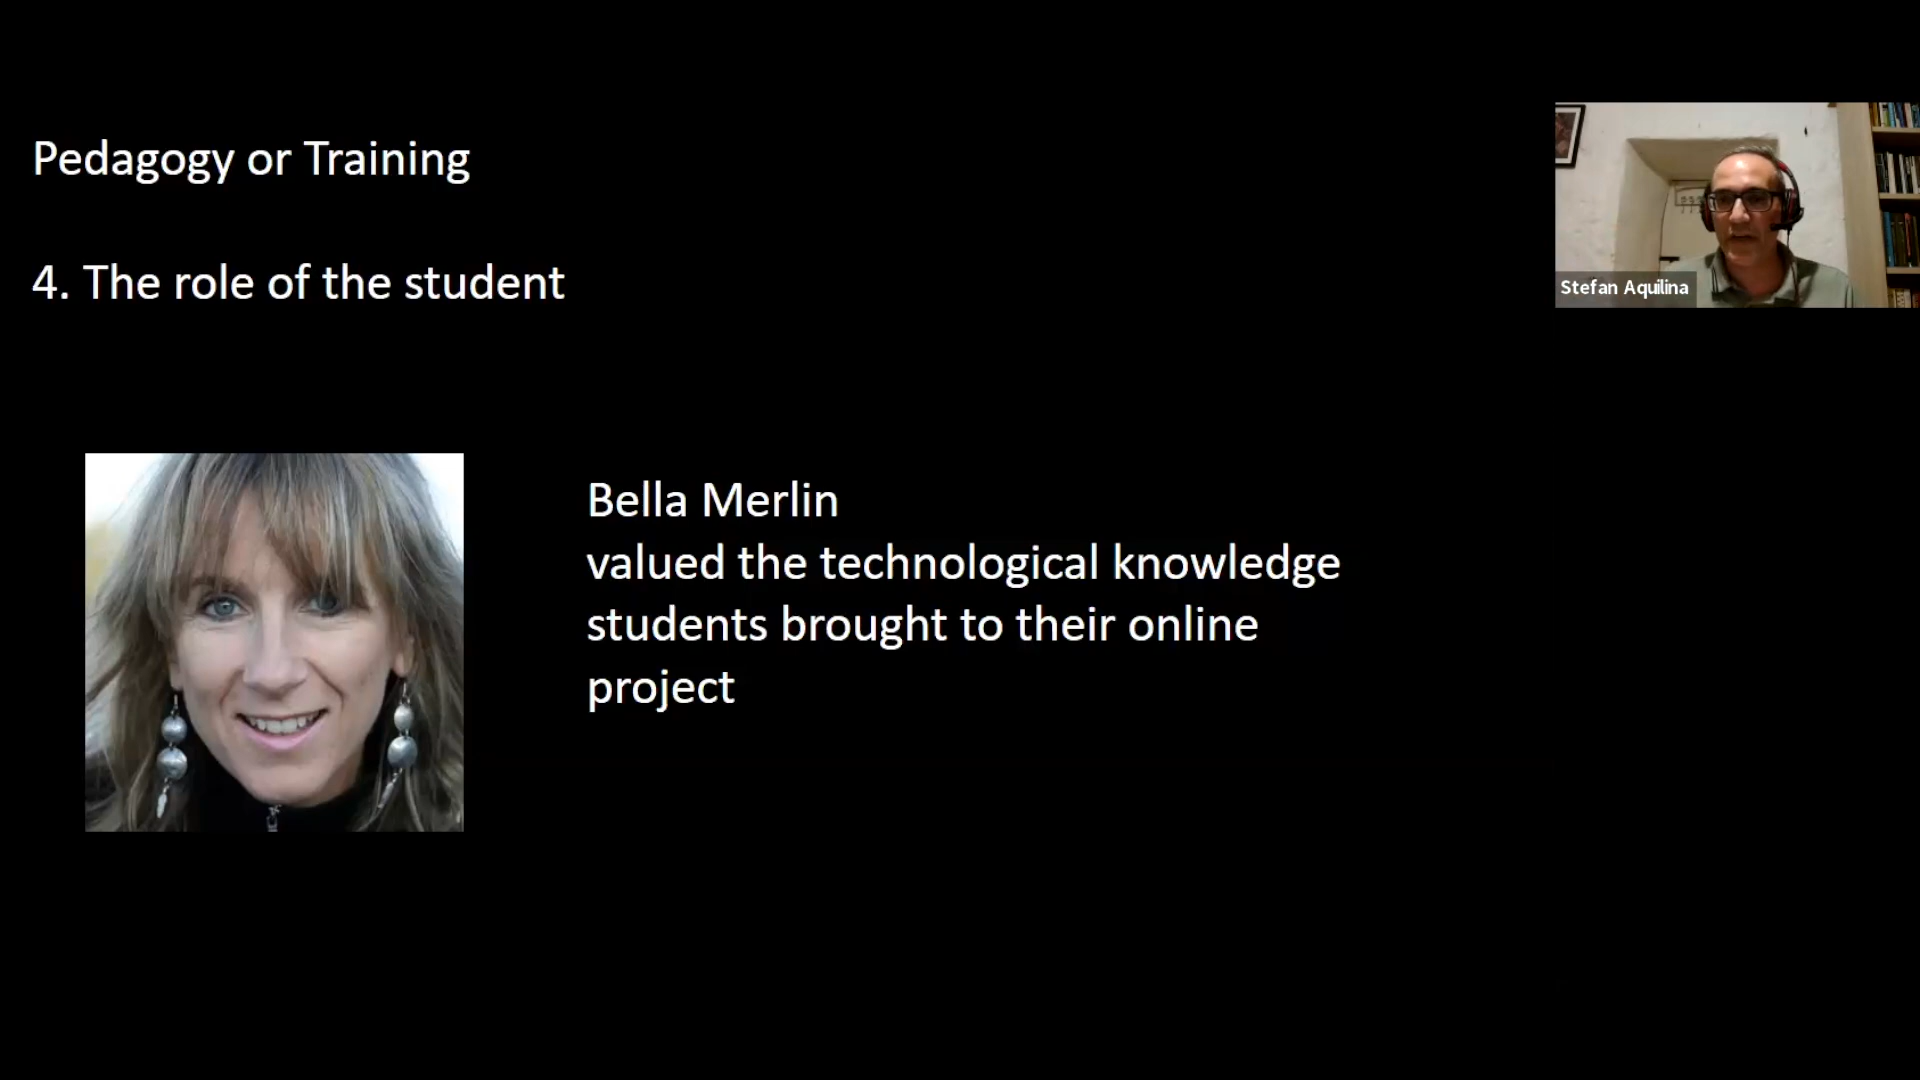 Pedagogy or Training
4. The role of the student
Stefan Aquilina
Bella Merlin
valued the technological knowledge
students brought to their online
project